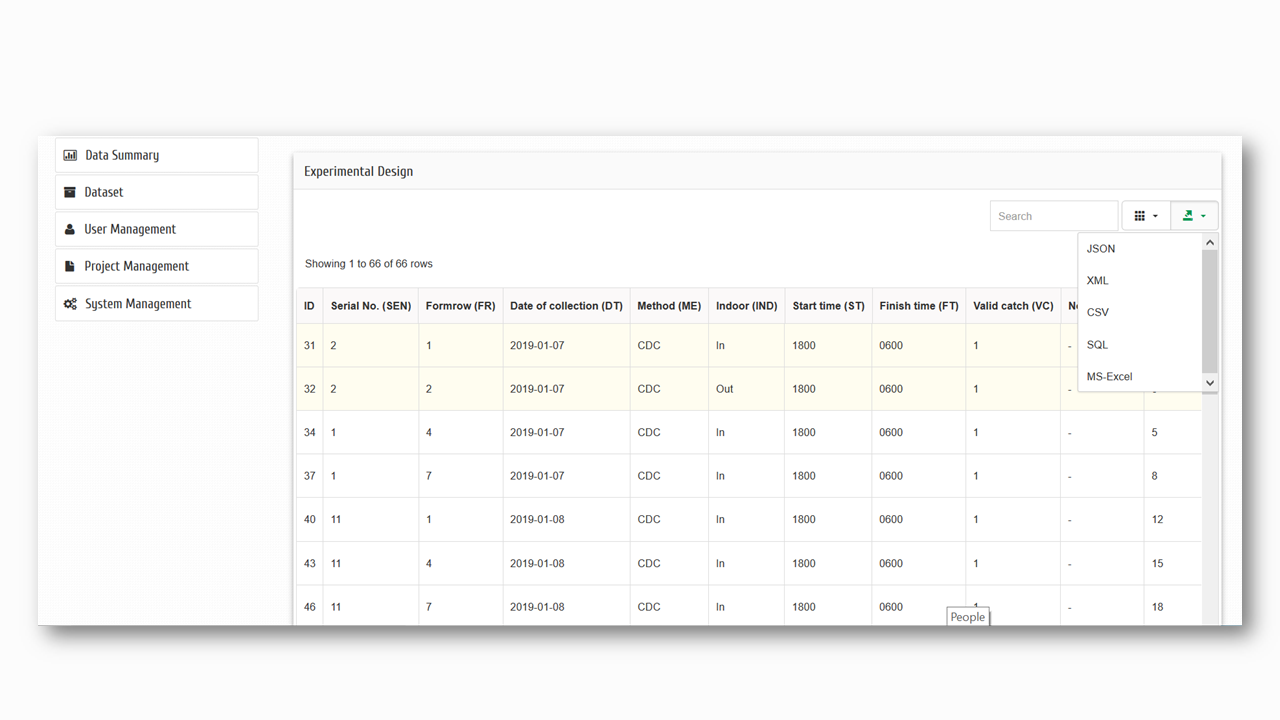 Data Summary
Dataset
User Management
Project Management
System Management
Experimental Design
Search
JSON
XML
CSV
SQL
MS-Excel
Showing 1 to 66 of 66 rows
ID Serial No. (SEN) Formrow (FR) Date of collection (DT) Method (ME) Indoor (IND) Start time (ST) Finish time (FT) Valid catch (VC)
31 2 1 2019-01-07 CDC In 1800 0600 1 -
32 2 2 2019-01-07 CDC Out 1800 0600 1 -
34 1 4 2019-01-07 CDC In 1800 0600 1 - 5
37 1 7 2019-01-07 CDC In 1800 0600 1 - 8
40 11 1 2019-01-08 CDC In 1800 0600 1 - 12
43 11 4 2019-01-08 CDC In 1800 0600 1 - 15
46 11 7 2019-01-08 CDC In 1800 0600 1 - 18
People